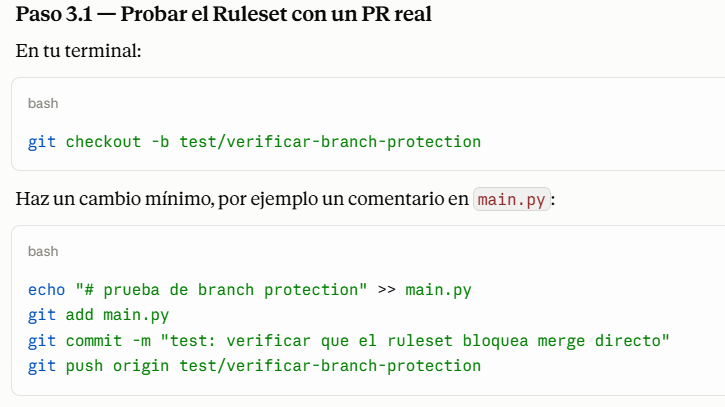 Paso 3.1 — Probar el Ruleset con un PR real
En tu terminal:
bash
git checkout -b test/verificar-branch-protection
Haz un cambio mínimo, por ejemplo un comentario en main.py:
bash
echo "# prueba de branch protection" >> main.py
git add main.py
git commit -m "test: verificar que el ruleset bloquea merge directo"
git push origin test/verificar-branch-protection